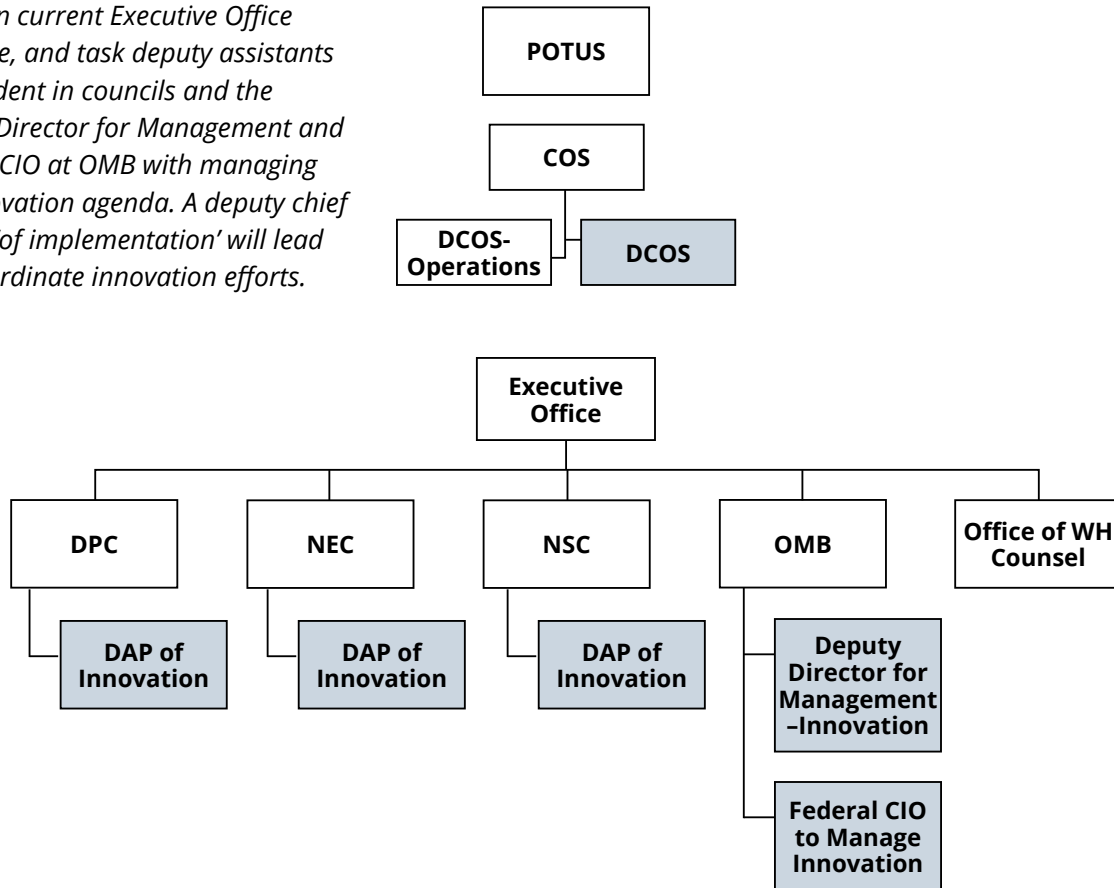 n current Executive Office
e, and task deputy assistants
dent in councils and the
Director for Management and
CIO at OMB with managing
ovation agenda. A deputy chief
‘of implementation’ will lead
rdinate innovation efforts.
POTUS
COS
DCOS-
Operations
DCOS
Executive
Office
DPC
NEC
NSC
OMB
Office of WH
Counsel
DAP of
Innovation
DAP of
Innovation
DAP of
Innovation
Deputy
Director for
Management
–Innovation
Federal CIO
to Manage
Innovation